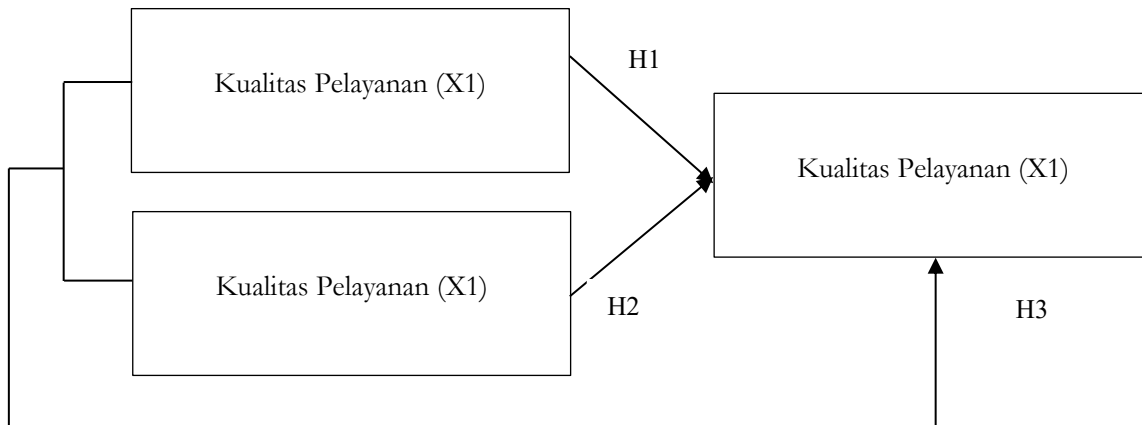 Kualitas Pelayanan (X1)
H1
Kualitas Pelayanan (X1)
Kualitas Pelayanan (X1)
H2
H3